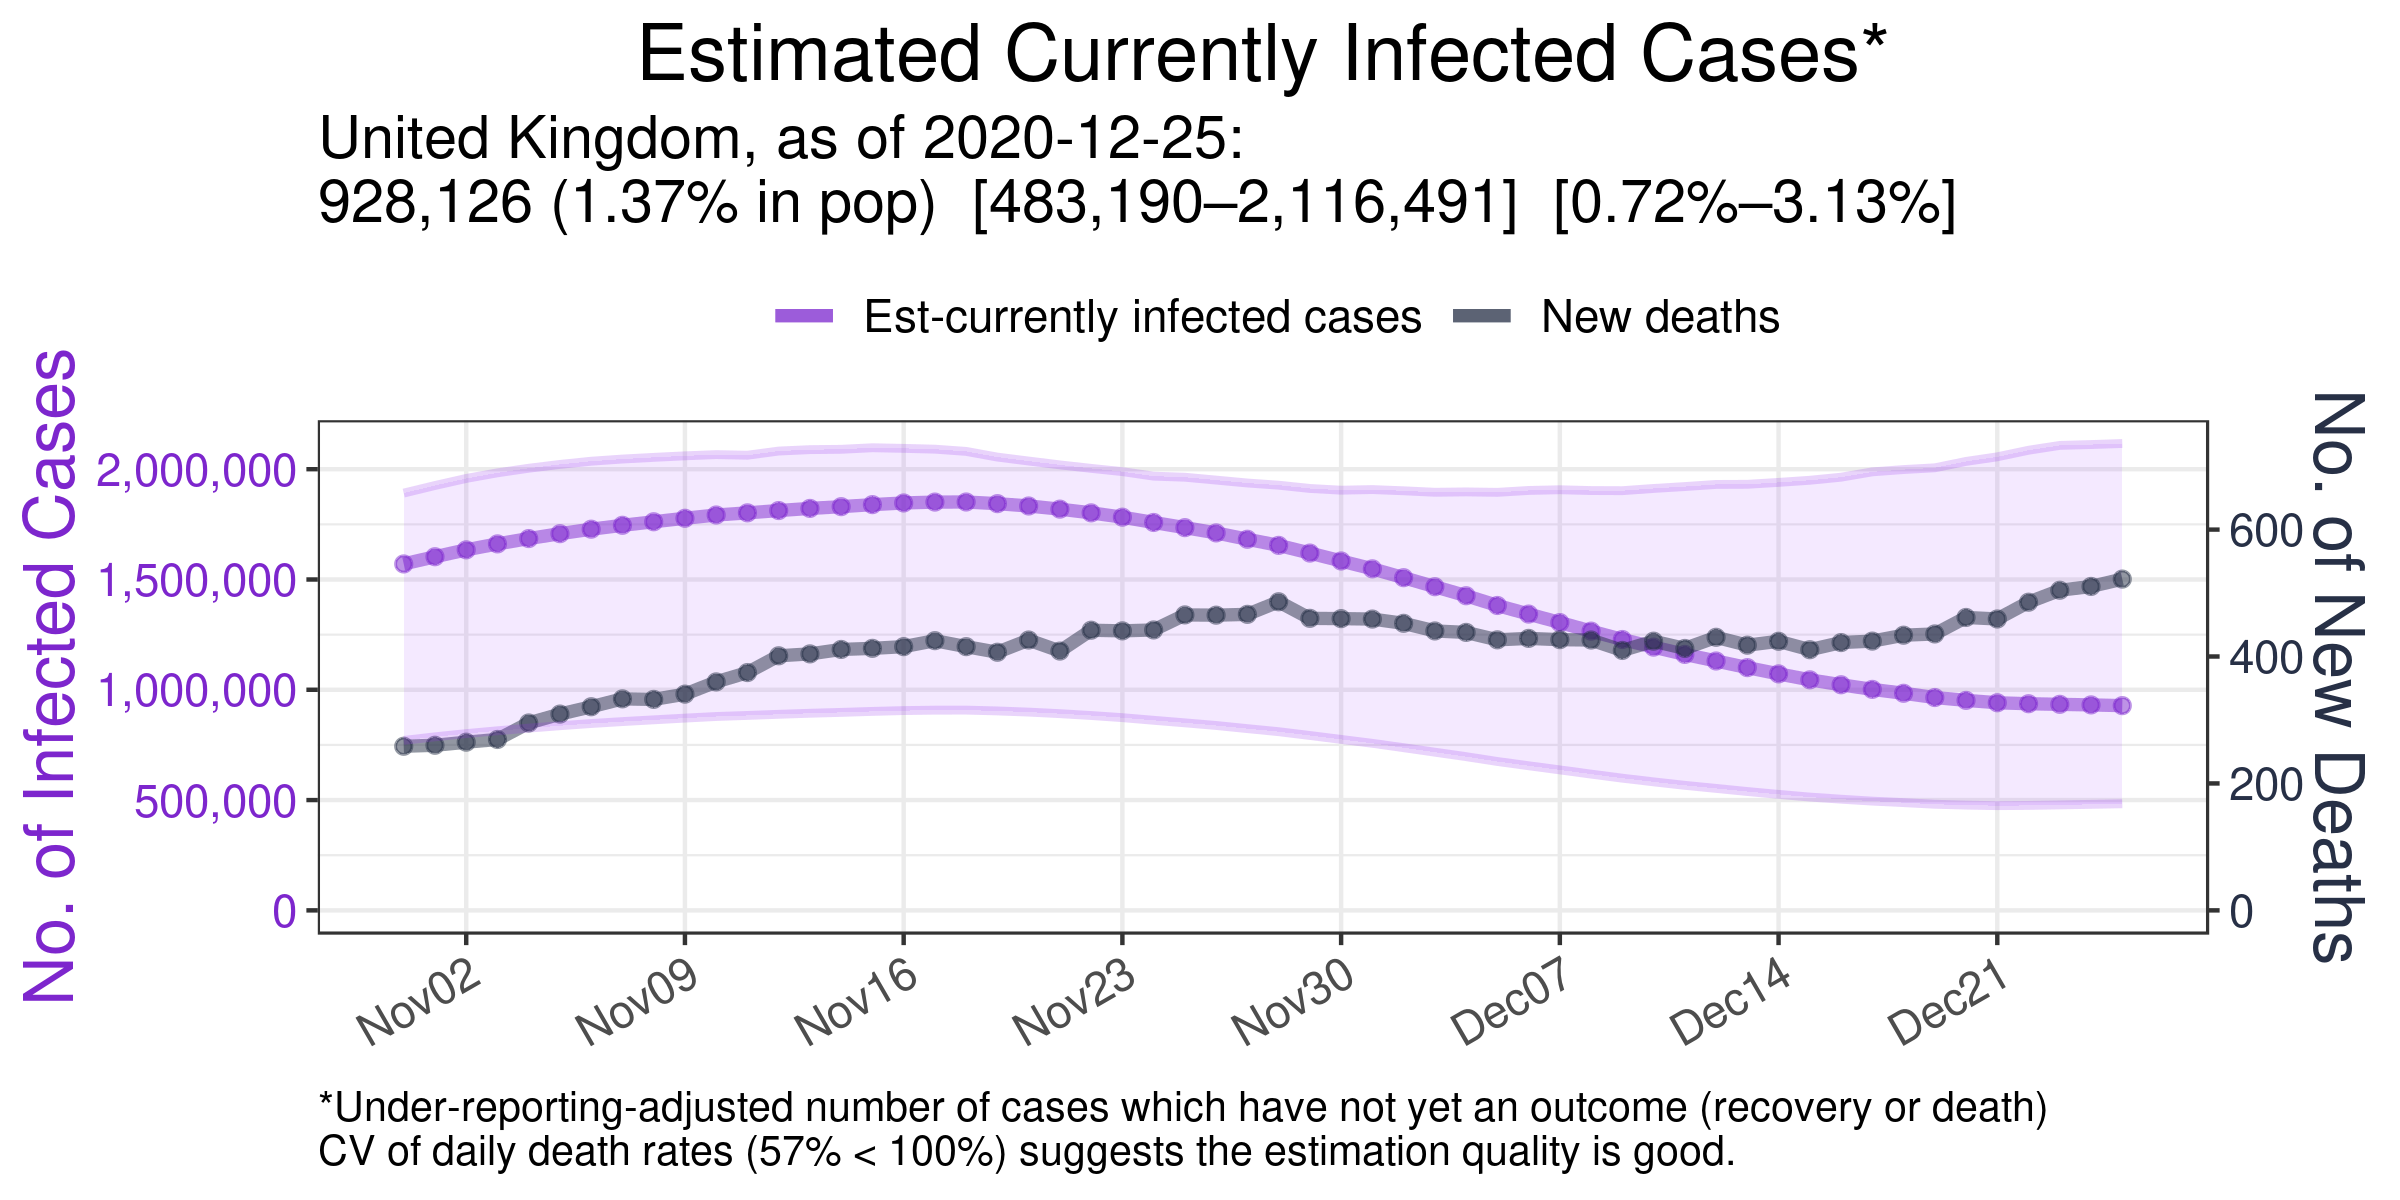 Estimated Currently Infected Cases*
United Kingdom, as of 2020-12-25:
928,126 (1.37% in pop)  [483,190–2,116,491]  [0.72%–3.13%]
Est-currently infected cases
New deaths
No. of Infected Cases
2,000,000
1,500,000
1,000,000
500,000
0
600
400
200
0
No. of New Deaths
Nov02
Nov09
Nov16
Nov23
Nov30
Dec07
Dec14
Dec21
*Under-reporting-adjusted number of cases which have not yet an outcome (recovery or death)
CV of daily death rates (57% < 100%) suggests the estimation quality is good.